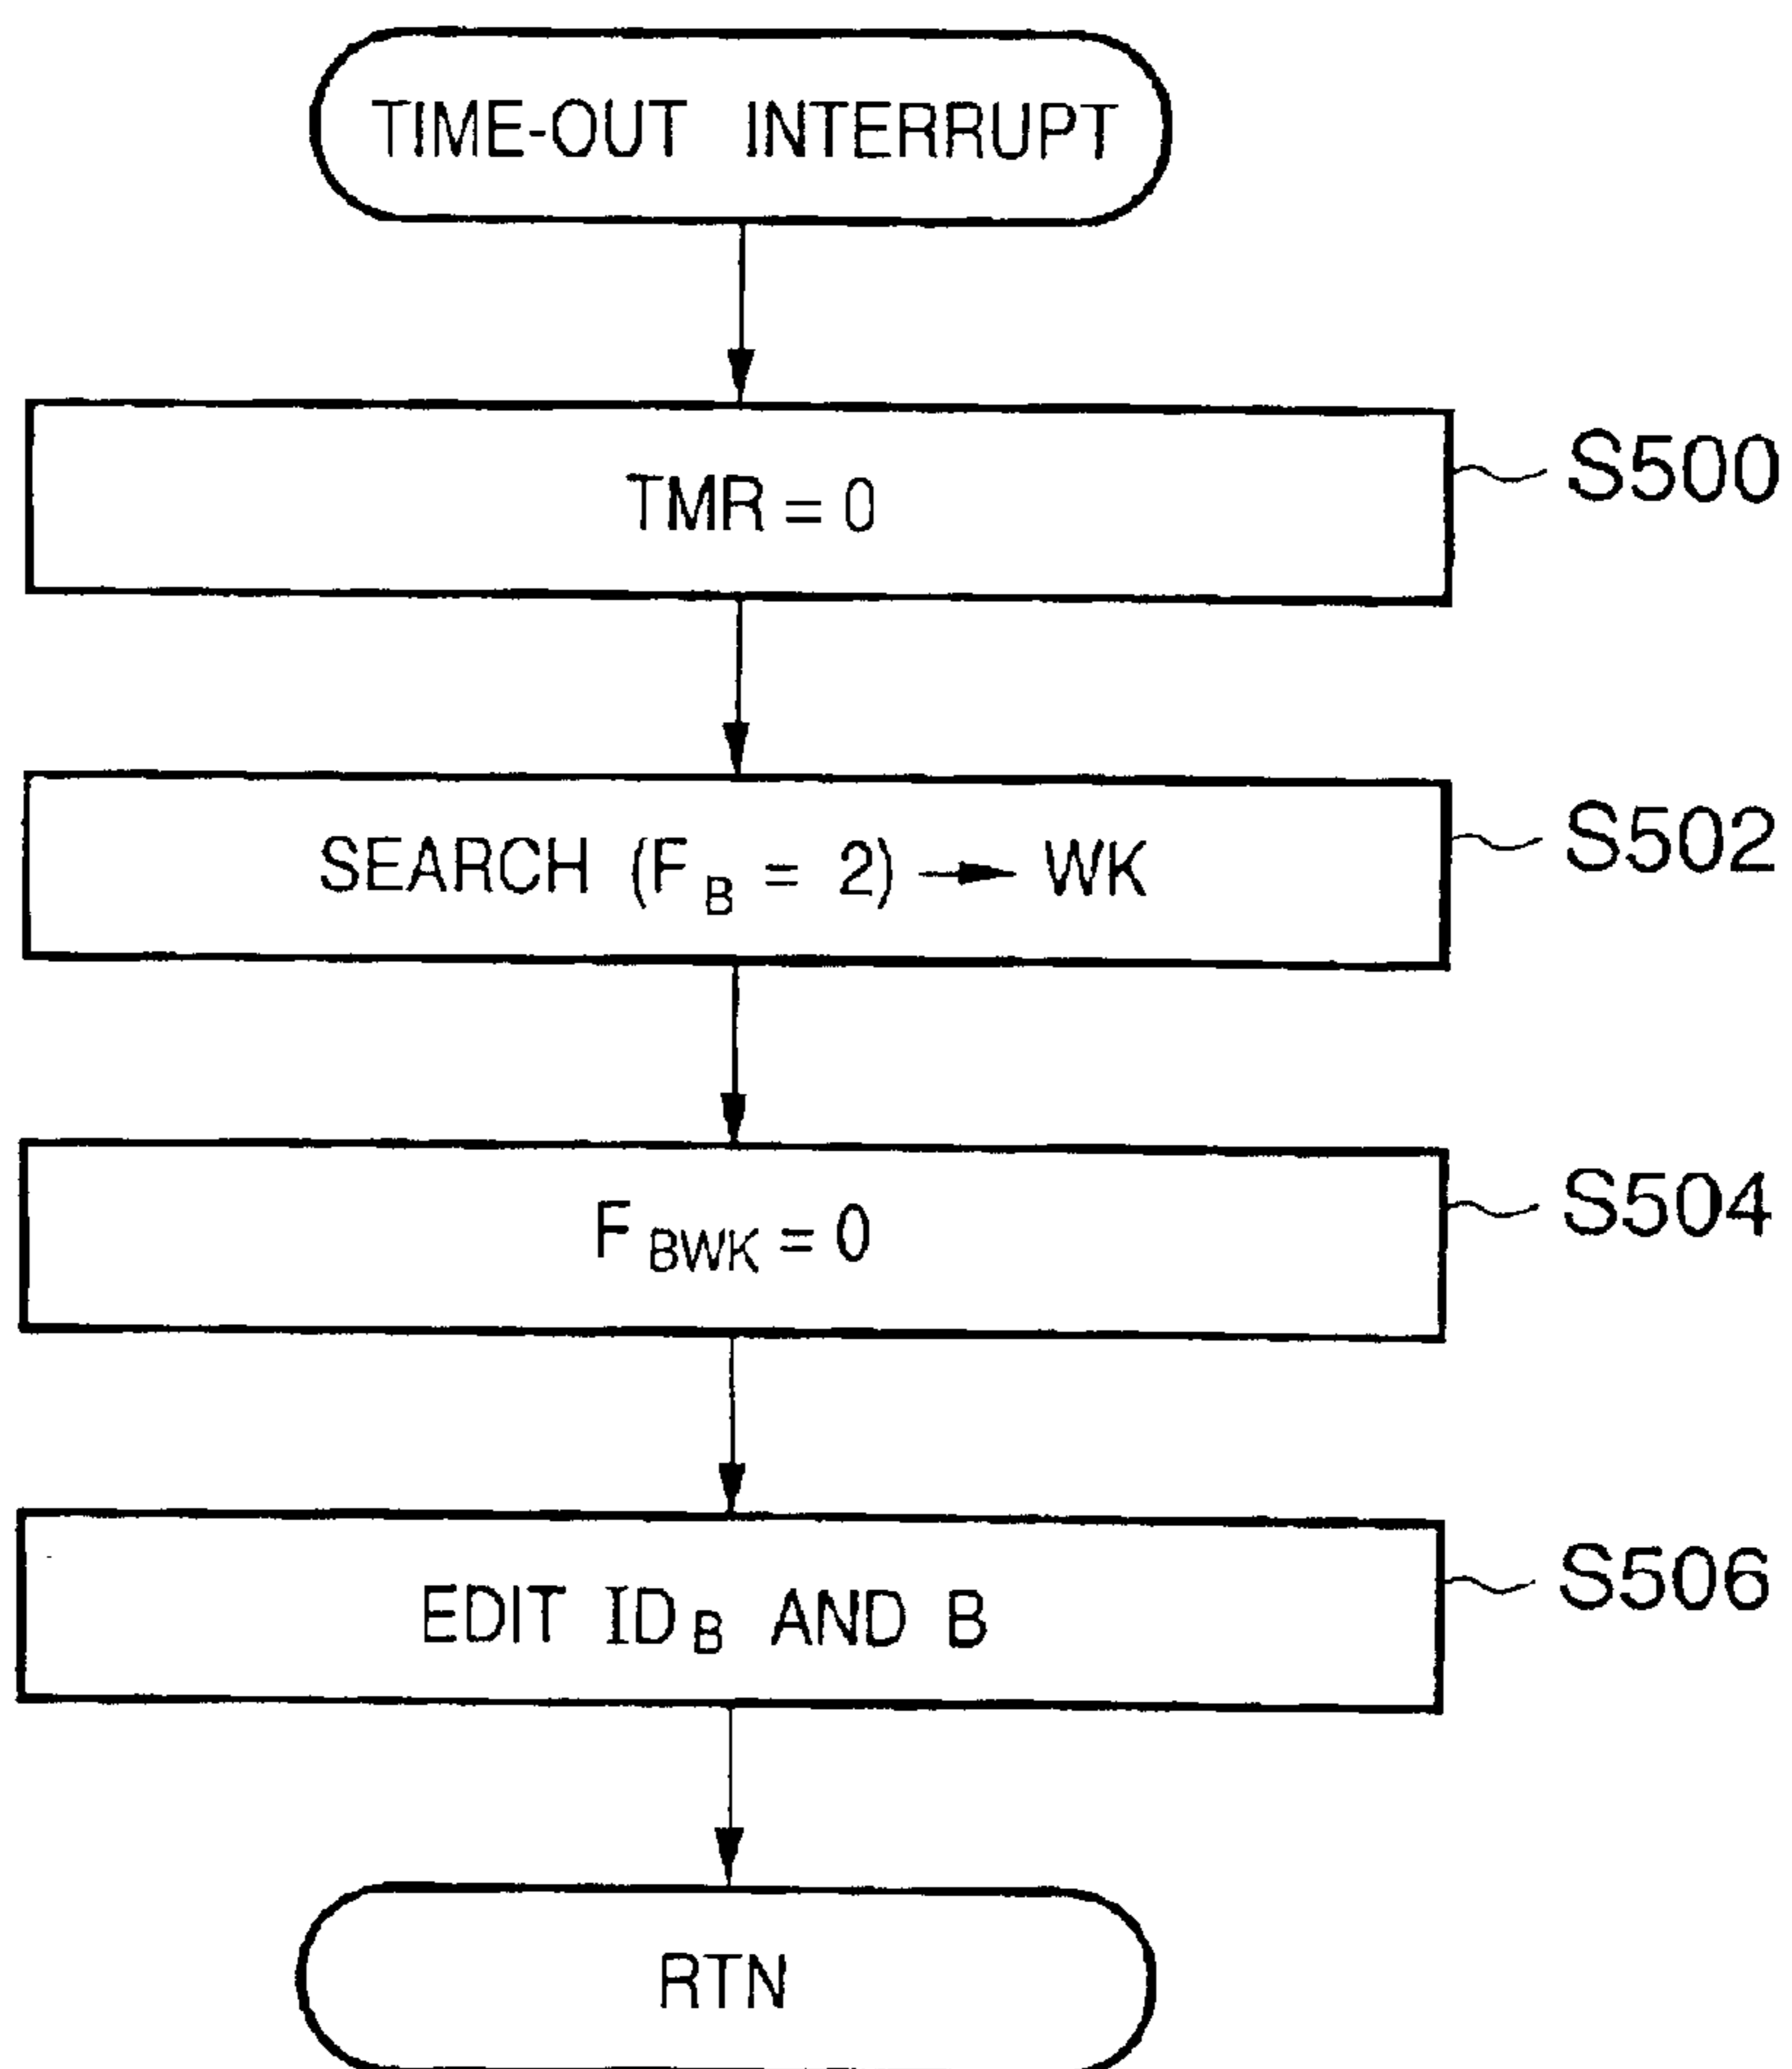 TIME-OUT INTERRUPT
TMR = 0
S500
SEARCH (F_B = 2) → WK
S502
F_BWK = 0
S504
EDIT ID_B AND B
S506
RTN